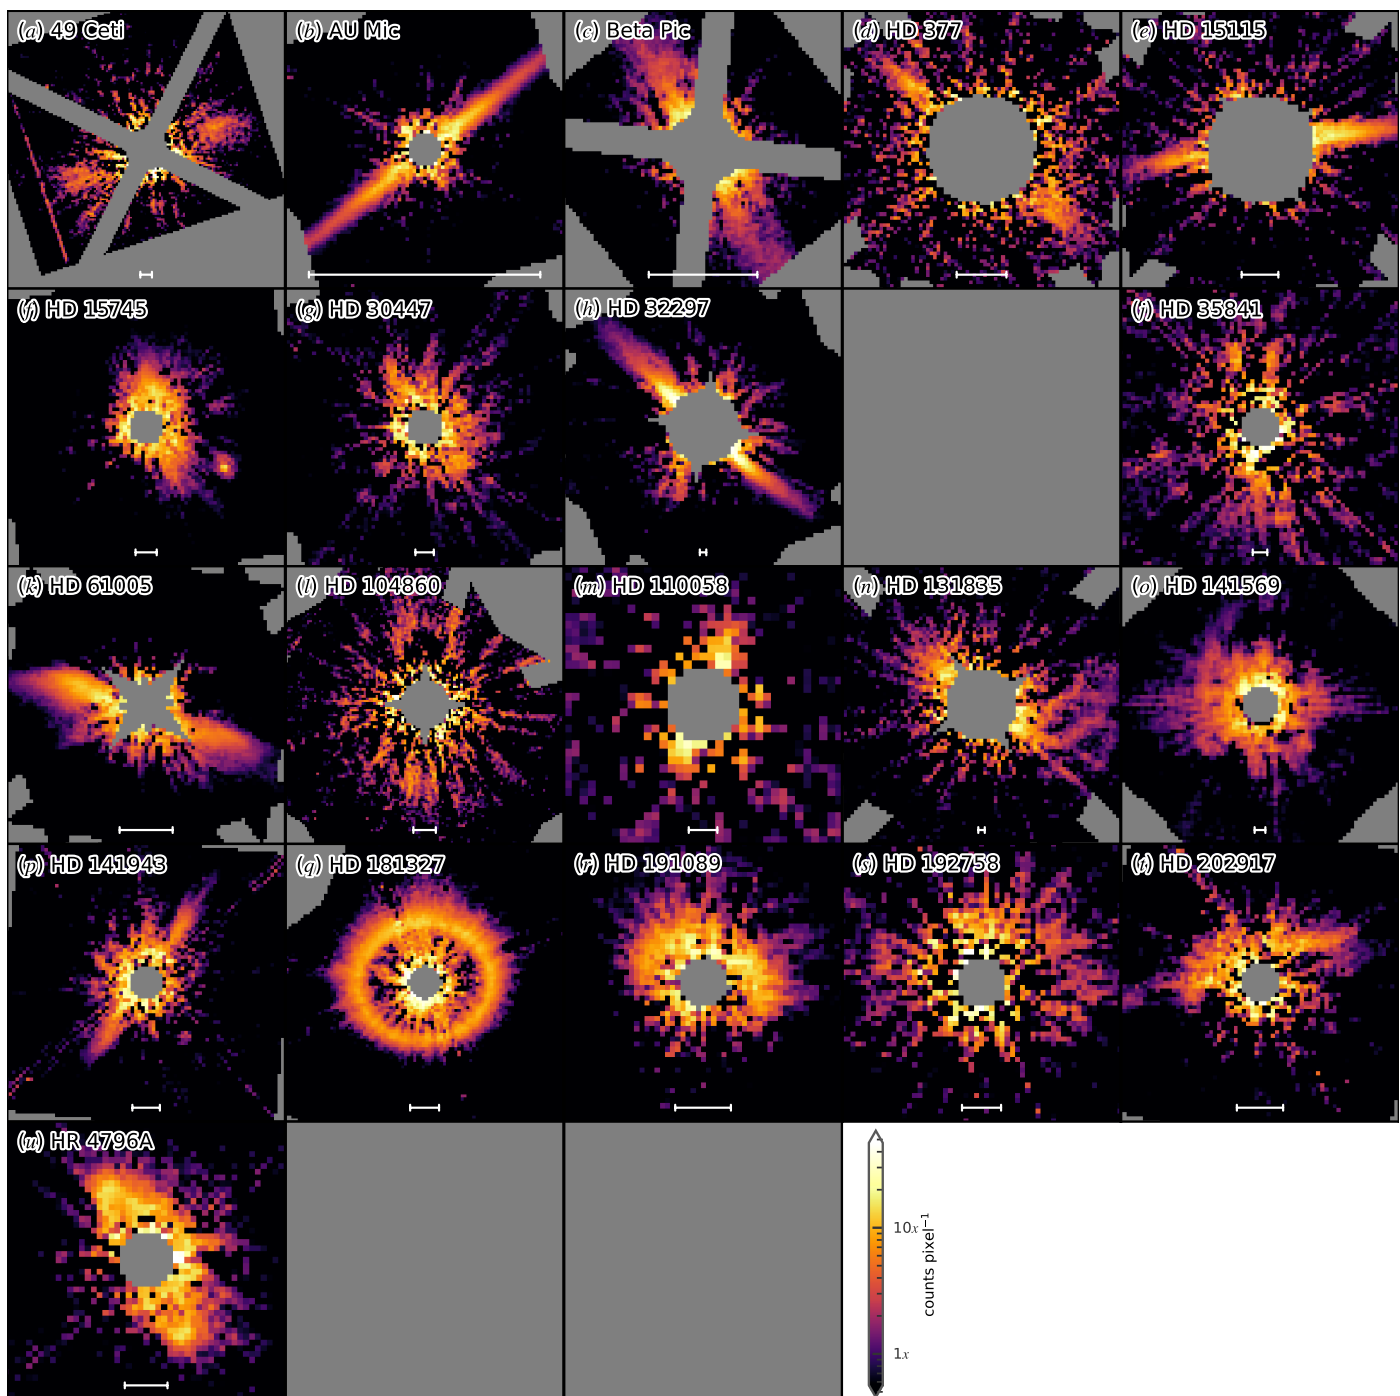 (a) 49 Ceti
(b) AU Mic
(c) Beta Pic
(d) HD 377
(e) HD 15115
(f) HD 15745
(g) HD 30447
(h) HD 32297
(j) HD 35841
(k) HD 61005
(l) HD 104860
(m) HD 110058
(n) HD 131835
(o) HD 141569
(p) HD 141943
(q) HD 181327
(r) HD 191089
(s) HD 192758
(t) HD 202917
(u) HR 4796A
10x
1x
counts pixel⁻¹